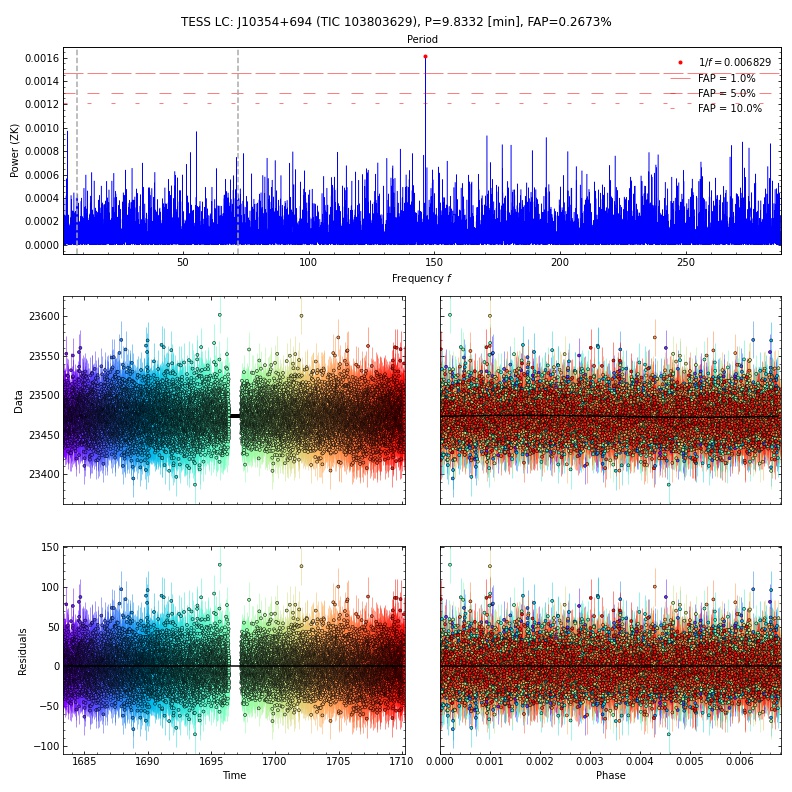 TESS LC: J10354+694 (TIC 103803629), P=9.8332 [min], FAP=0.2673%
Period
0.0016
0.0014
0.0012
0.0010
0.0008
0.0006
0.0004
0.0002
0.0000
Power (ZK)
1/f = 0.006829
FAP = 1.0%
FAP = 5.0%
FAP = 10.0%
50 100 150 200 250
Frequency f
23600
23550
23500
23450
23400
Data
150
100
50
0
−50
−100
Residuals
1685 1690 1695 1700 1705 1710
Time
0.000 0.001 0.002 0.003 0.004 0.005 0.006
Phase